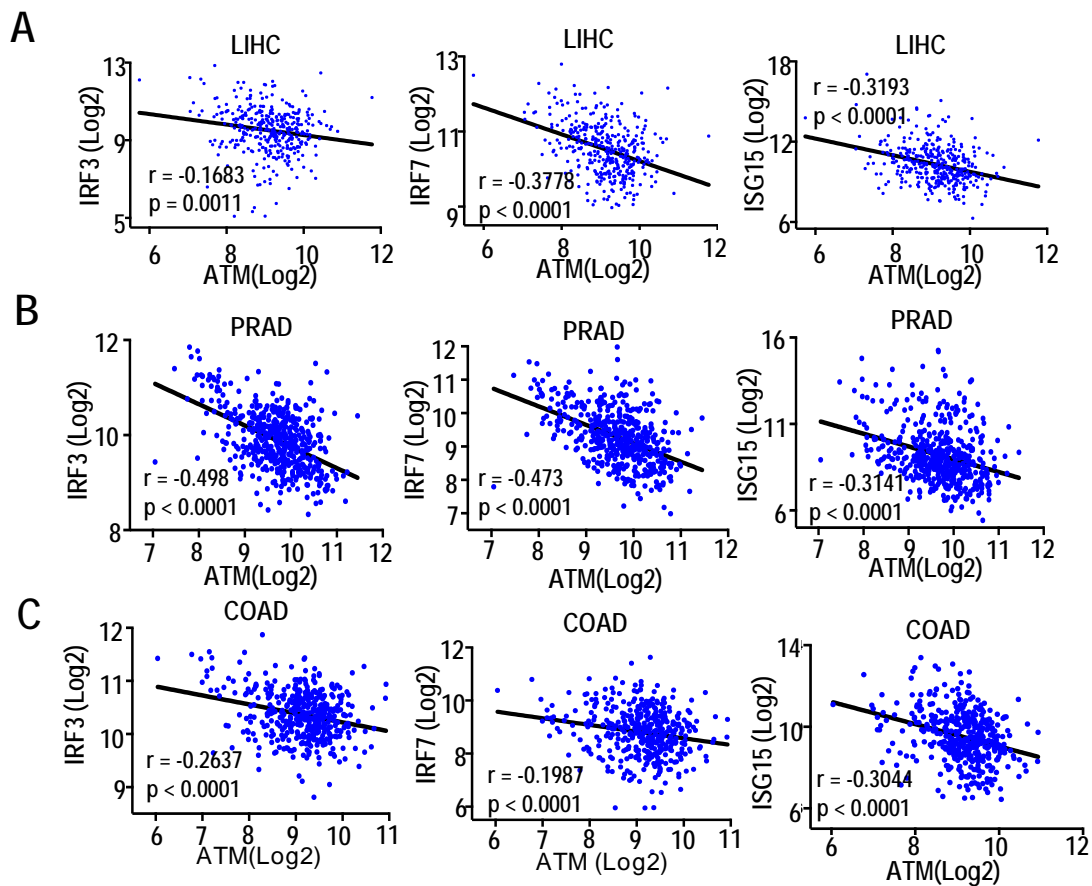 A
LIHC
IRF3 (Log2)
13
9
5
r = -0.1683
p = 0.0011
6 8 10 12
ATM(Log2)
LIHC
IRF7 (Log2)
13
11
9
r = -0.3778
p < 0.0001
6 8 10 12
ATM(Log2)
LIHC
ISG15 (Log2)
18
12
6
r = -0.3193
p < 0.0001
6 8 10 12
ATM(Log2)
B
PRAD
IRF3 (Log2)
12
10
8
r = -0.498
p < 0.0001
7 8 9 10 11 12
ATM(Log2)
PRAD
IRF7 (Log2)
12
11
10
9
8
7
r = -0.473
p < 0.0001
7 8 9 10 11 12
ATM(Log2)
PRAD
ISG15 (Log2)
16
11
6
r = -0.3141
p < 0.0001
7 8 9 10 11 12
ATM(Log2)
C
COAD
IRF3 (Log2)
12
11
10
9
r = -0.2637
p < 0.0001
6 7 8 9 10 11
ATM(Log2)
COAD
IRF7 (Log2)
12
10
8
6
r = -0.1987
p < 0.0001
6 7 8 9 10 11
ATM (Log2)
COAD
ISG15 (Log2)
14
10
6
r = -0.3044
p < 0.0001
6 8 10 12
ATM(Log2)